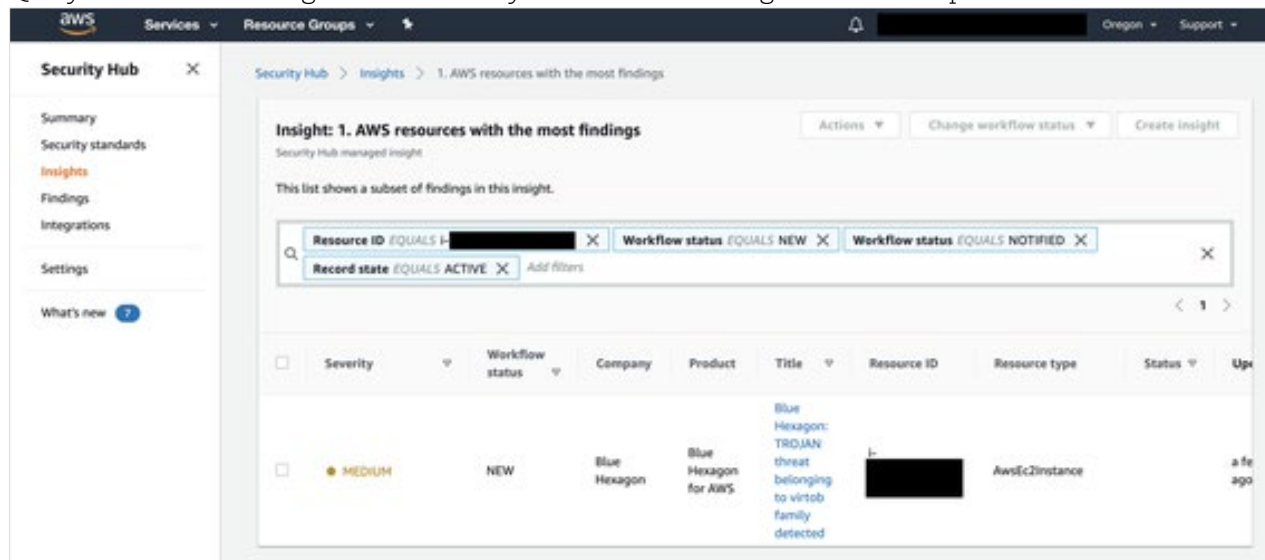 aws Services Resource Groups Oregon Support
Security Hub
Security Hub > Insights > 1. AWS resources with the most findings
Summary
Security standards
Insights
Findings
Integrations
Settings
What's new 7
Insight: 1. AWS resources with the most findings
Actions Change workflow status Create insight
Security Hub managed insight
This list shows a subset of findings in this insight.
Resource ID EQUALS i- Workflow status EQUALS NEW Workflow status EQUALS NOTIFIED
Record state EQUALS ACTIVE Add filters
< 1 >
Severity Workflow status Company Product Title Resource ID Resource type Status
MEDIUM NEW Blue Hexagon Blue Hexagon for AWS
Blue
Hexagon:
TROJAN
threat
belonging
to virtob
family
detected
i- AwsEc2Instance a fe
ago